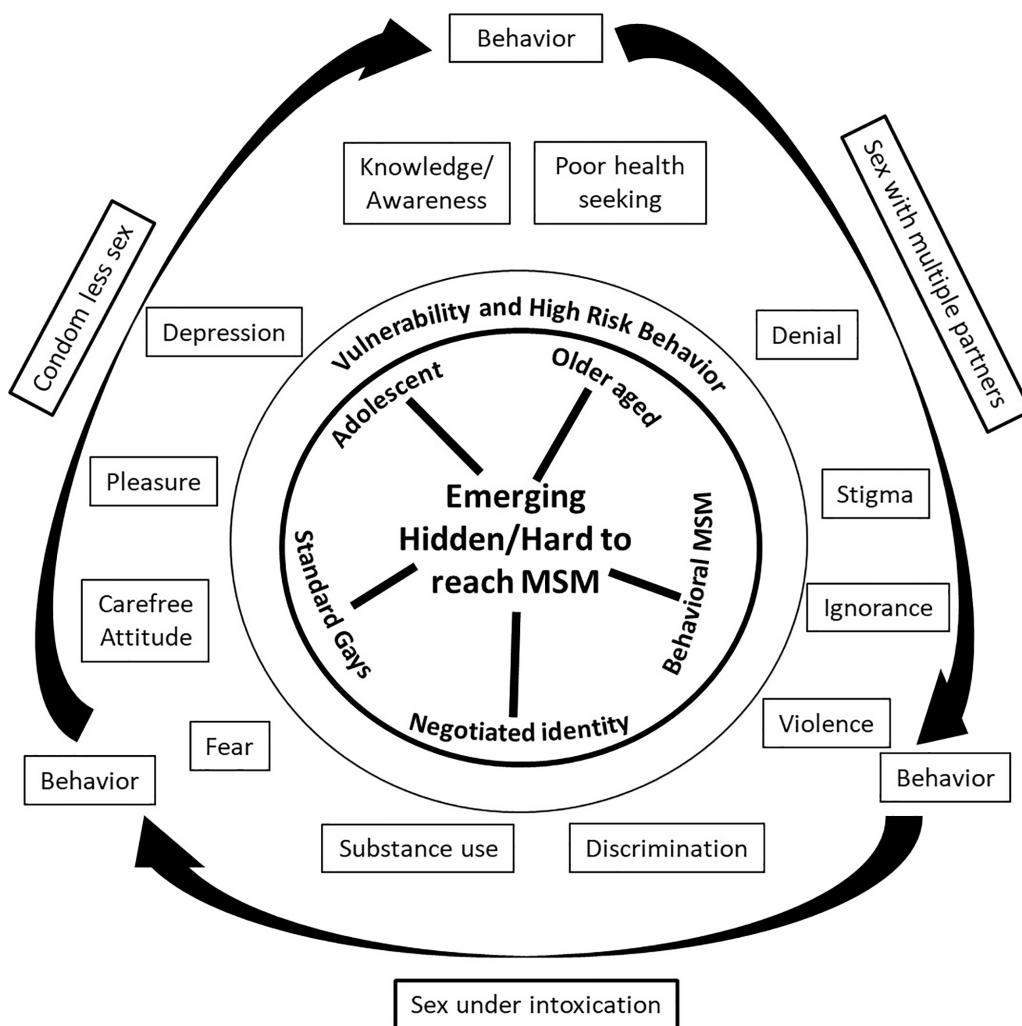 Behavior
Knowledge/
Awareness
Poor health
seeking
Condom less sex
Sex with multiple partners
Depression
Denial
Vulnerability and High Risk Behavior
Adolescent
Older aged
Pleasure
Stigma
Emerging
Hidden/Hard to
reach MSM
Standard Gays
Behavioral MSM
Carefree
Attitude
Ignorance
Negotiated identity
Fear
Violence
Behavior
Behavior
Substance use
Discrimination
Sex under intoxication